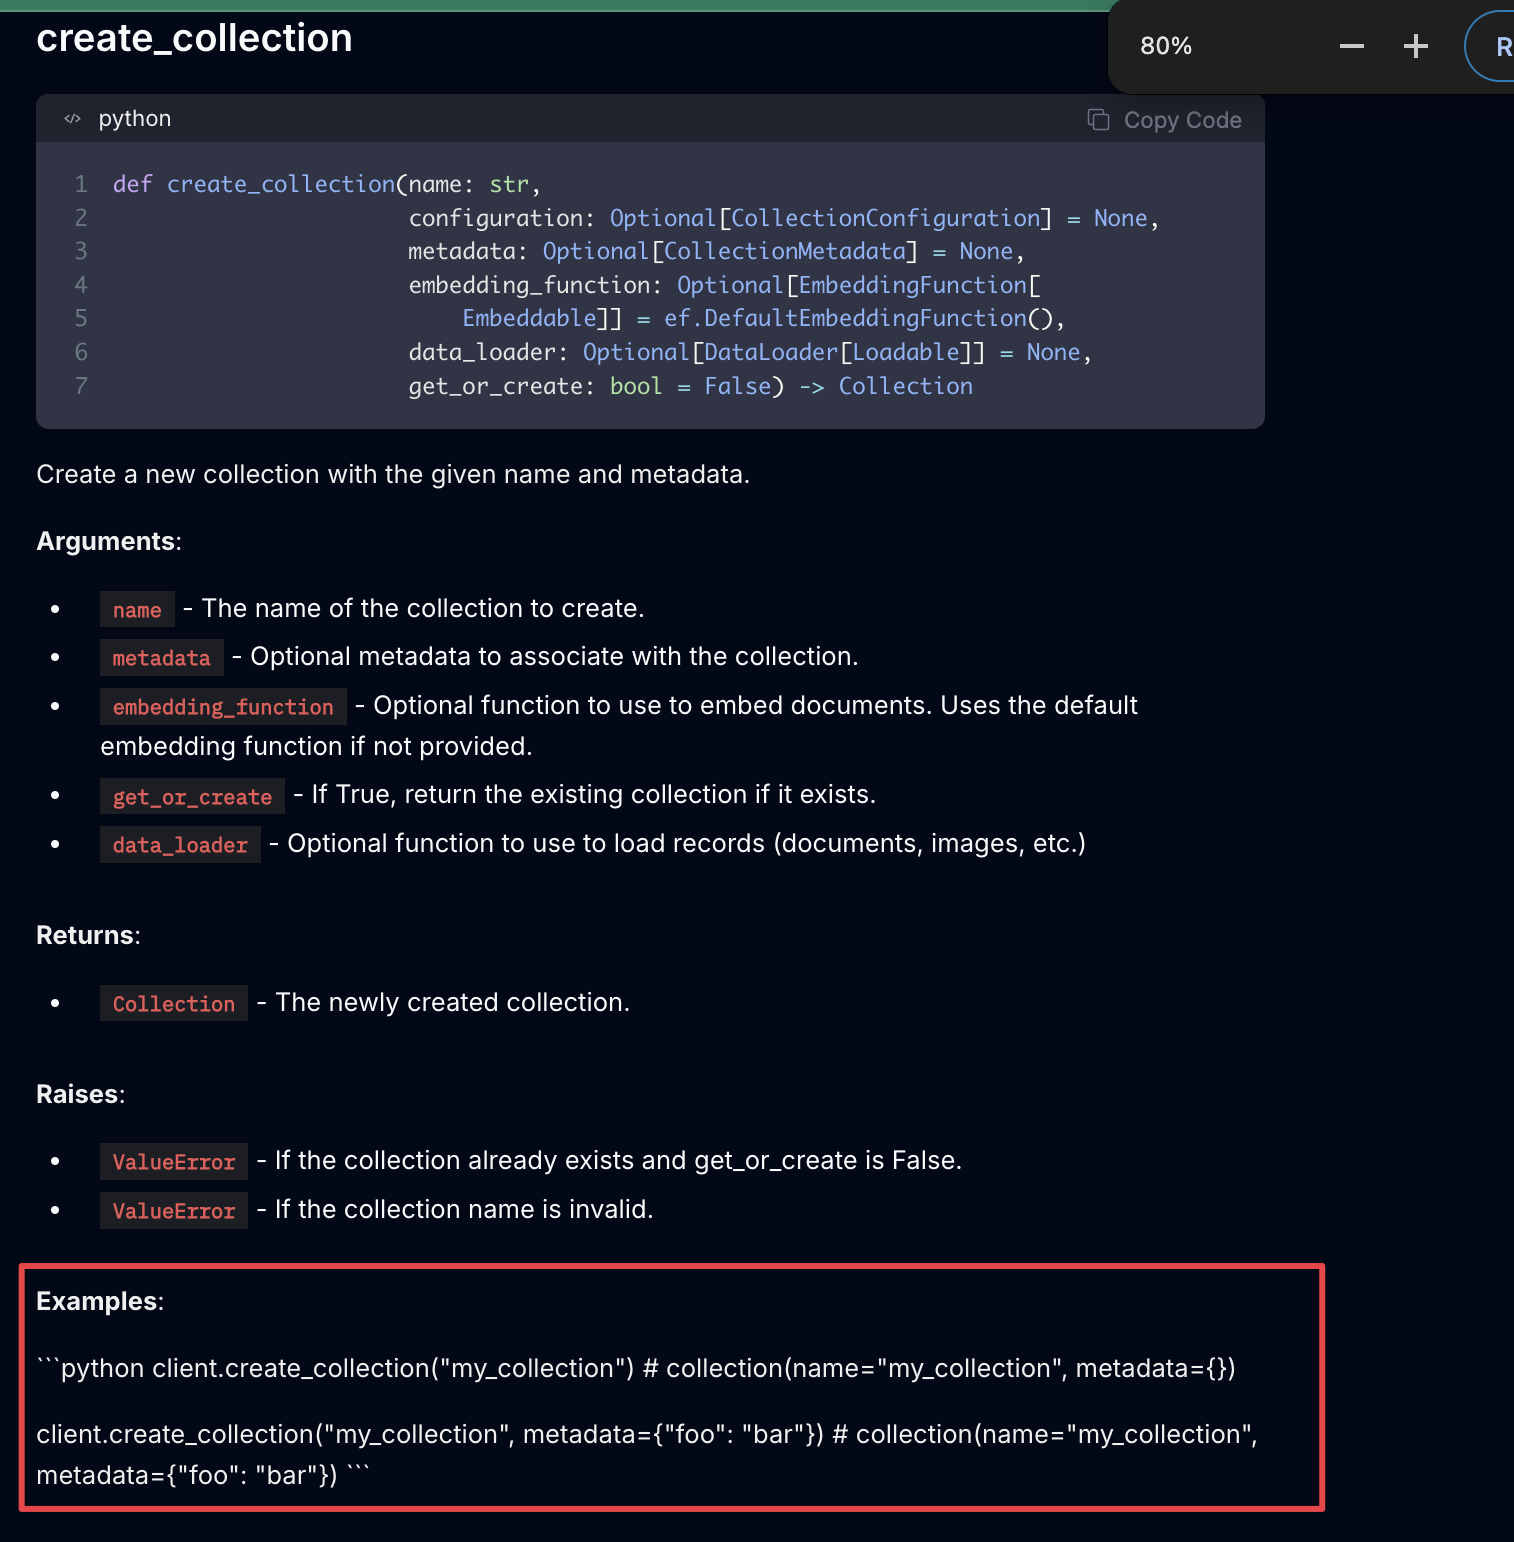 create_collection
80%
R
</> python
Copy Code
1 def create_collection(name: str,
2 configuration: Optional[CollectionConfiguration] = None,
3 metadata: Optional[CollectionMetadata] = None,
4 embedding_function: Optional[EmbeddingFunction[
5 Embeddable]] = ef.DefaultEmbeddingFunction(),
6 data_loader: Optional[DataLoader[Loadable]] = None,
7 get_or_create: bool = False) -> Collection
Create a new collection with the given name and metadata.
Arguments:
• name - The name of the collection to create.
• metadata - Optional metadata to associate with the collection.
• embedding_function - Optional function to use to embed documents. Uses the default
embedding function if not provided.
• get_or_create - If True, return the existing collection if it exists.
• data_loader - Optional function to use to load records (documents, images, etc.)
Returns:
• Collection - The newly created collection.
Raises:
• ValueError - If the collection already exists and get_or_create is False.
• ValueError - If the collection name is invalid.
Examples:
```python client.create_collection("my_collection") # collection(name="my_collection", metadata={})
client.create_collection("my_collection", metadata={"foo": "bar"}) # collection(name="my_collection",
metadata={"foo": "bar"}) ```